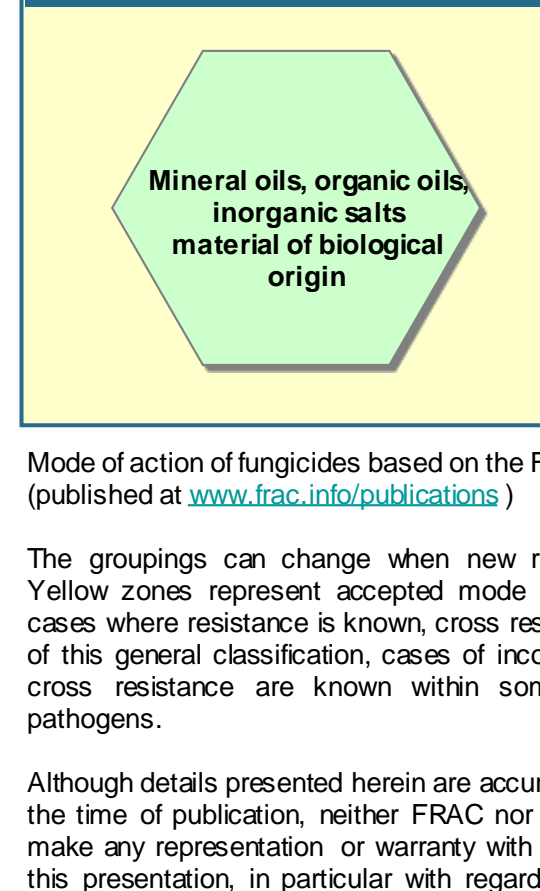 Mineral oils, organic oils,
inorganic salts
material of biological
origin
Mode of action of fungicides based on the F
(published at www.frac.info/publications )
The groupings can change when new r
Yellow zones represent accepted mode
cases where resistance is known, cross res
of this general classification, cases of inco
cross resistance are known within som
pathogens.
Although details presented herein are accur
the time of publication, neither FRAC nor
make any representation or warranty with
this presentation, in particular with regard